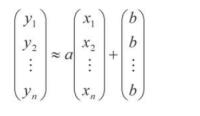 (y₁ y₂ ⋮ yₙ) ≈ a (x₁ x₂ ⋮ xₙ) + (b b ⋮ b)